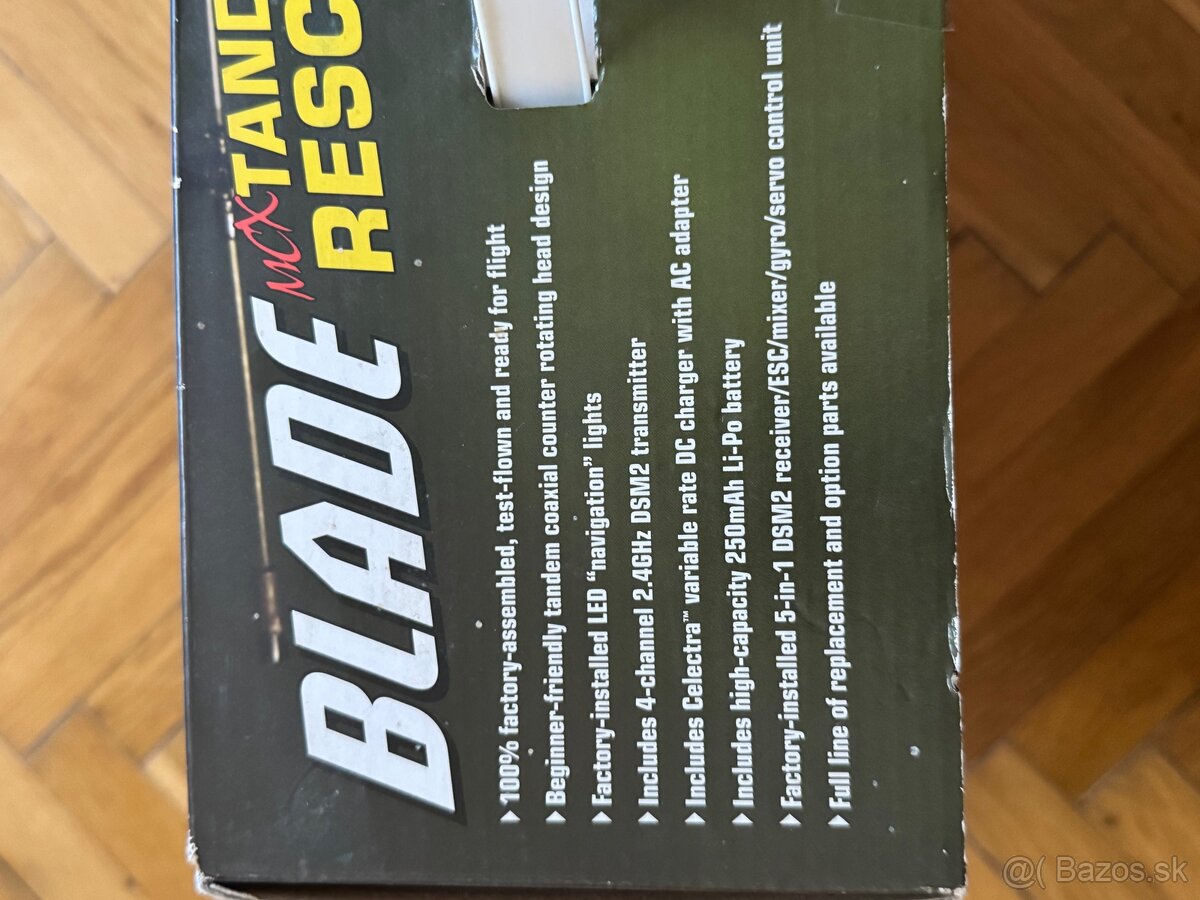 BLADE mCX TAND
RESC
100% factory-assembled, test-flown and ready for flight
Beginner-friendly tandem coaxial counter rotating head design
Factory-installed LED “navigation” lights
Includes 4-channel 2.4GHz DSM2 transmitter
Includes Celectra™ variable rate DC charger with AC adapter
Includes high-capacity 250mAh Li-Po battery
Factory-installed 5-in-1 DSM2 receiver/ESC/mixer/gyro/servo control unit
Full line of replacement and option parts available
@( Bazos.sk